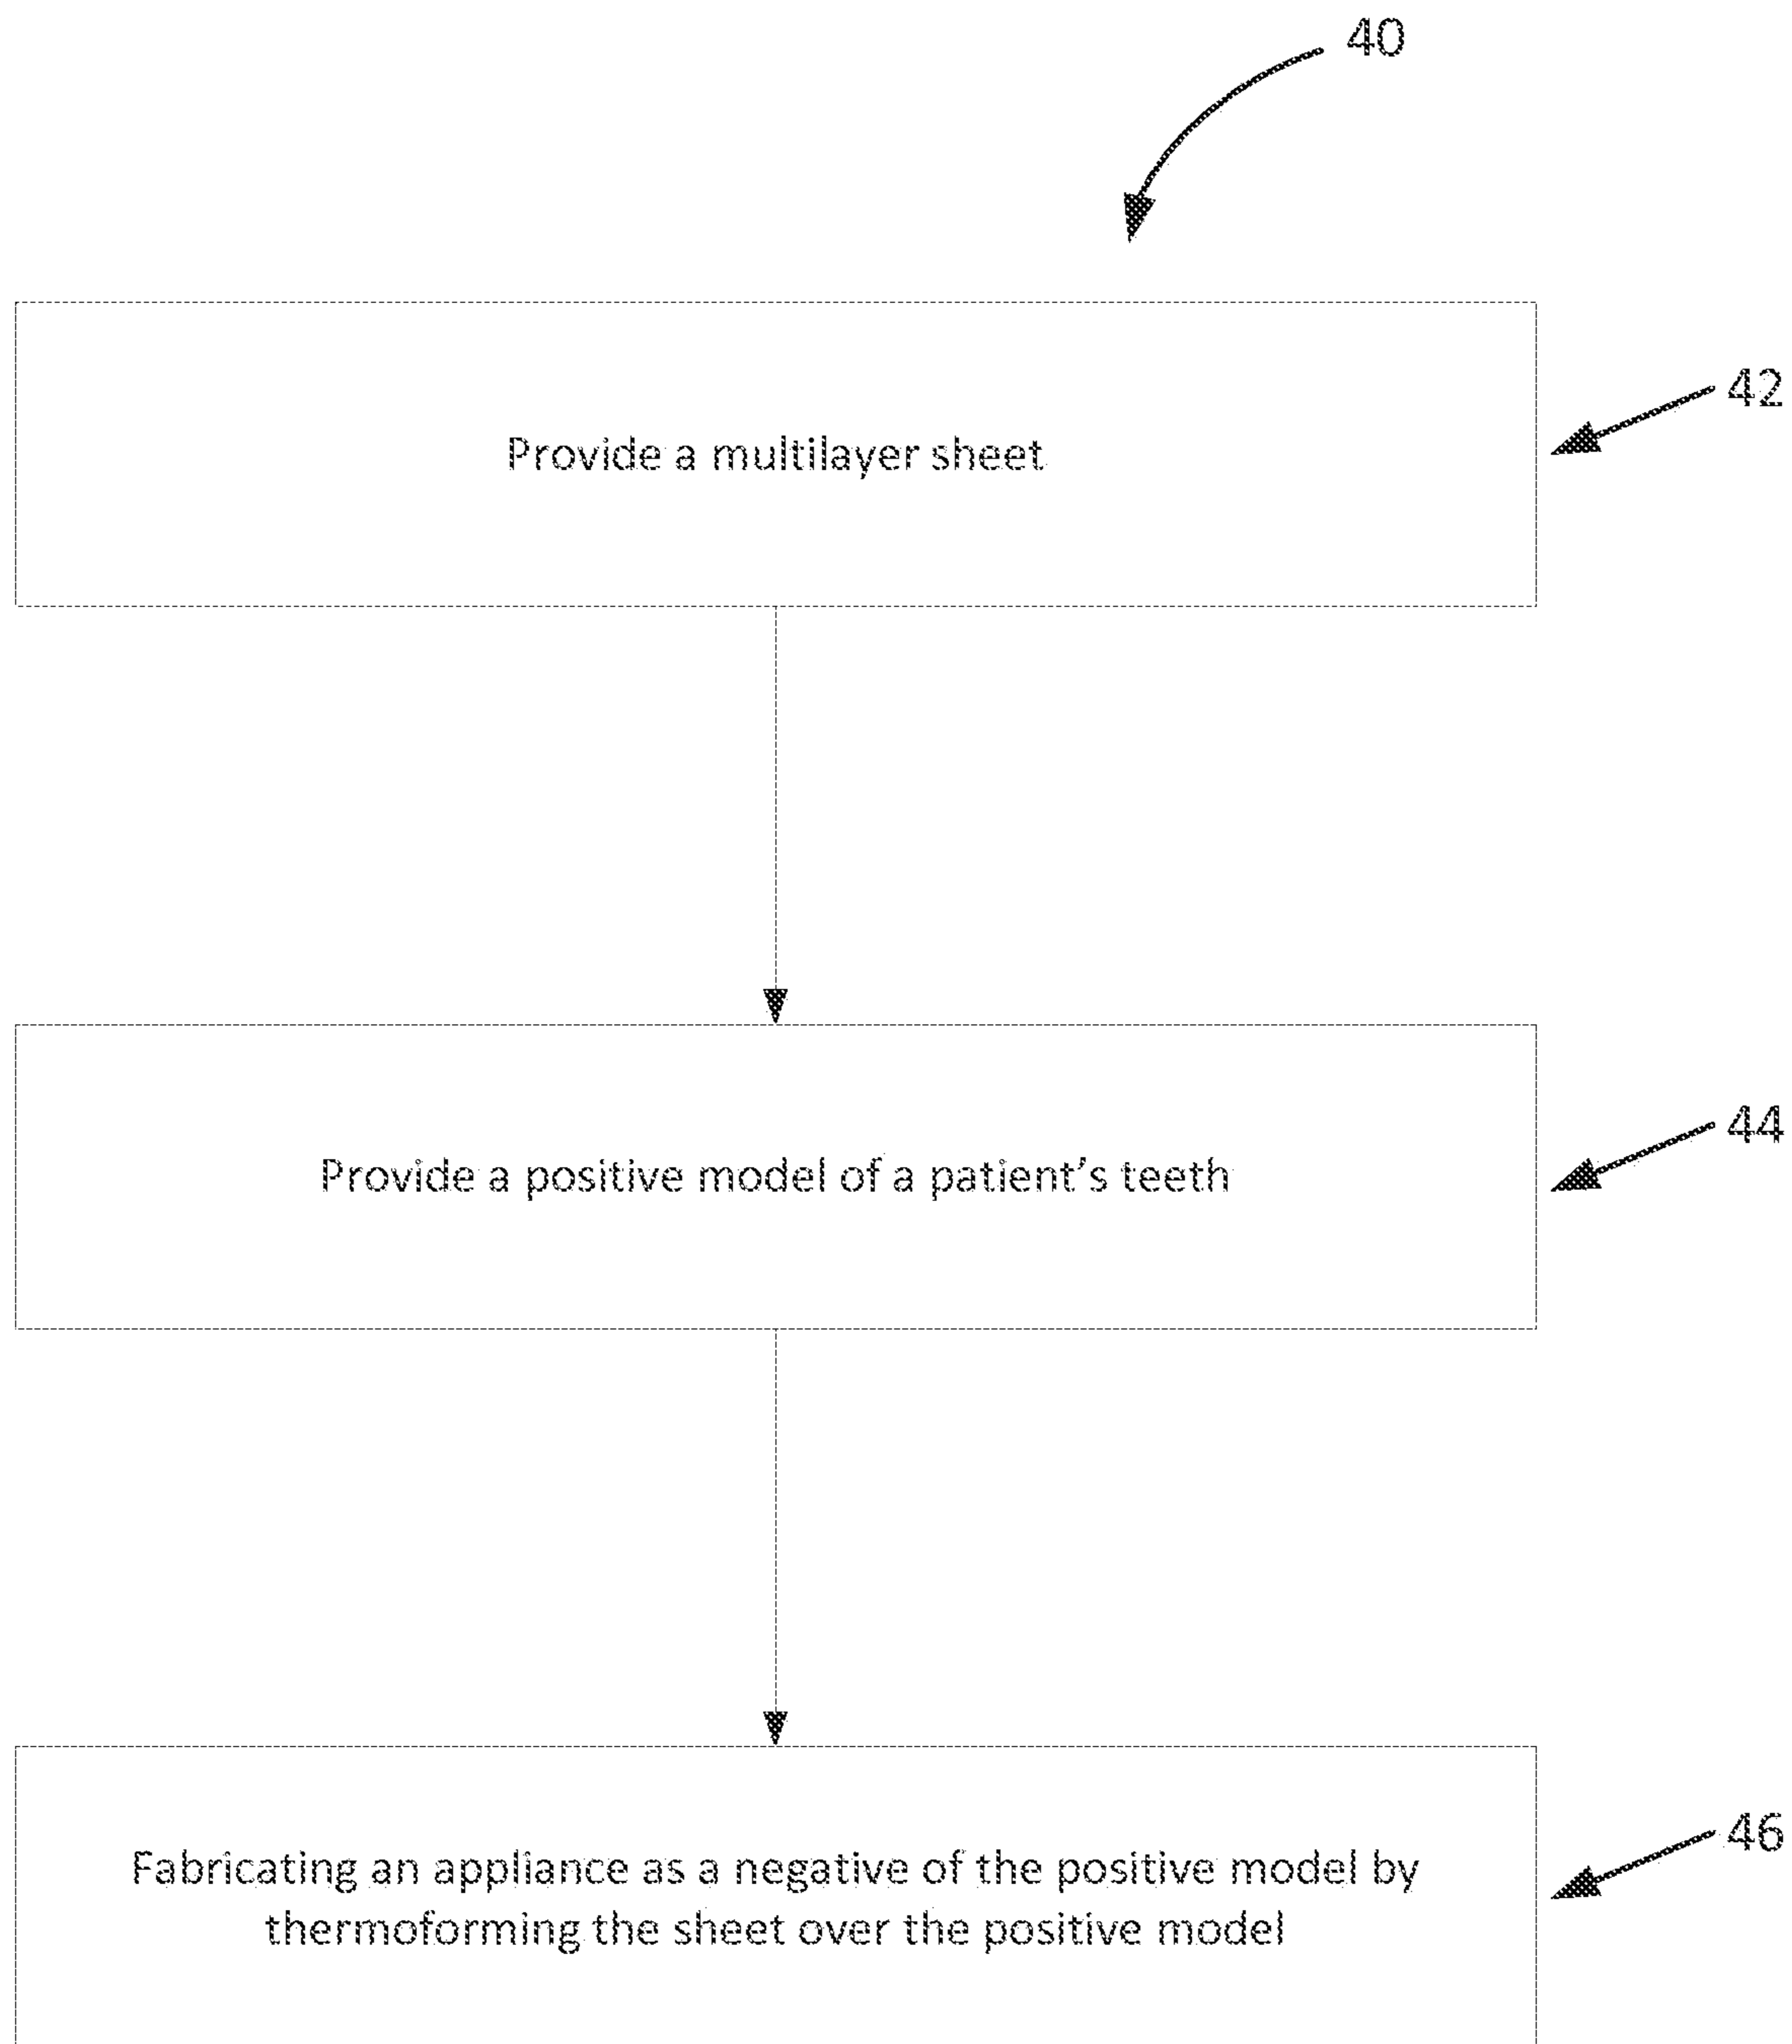 40
Provide a multilayer sheet
42
Provide a positive model of a patient's teeth
44
Fabricating an appliance as a negative of the positive model by
thermoforming the sheet over the positive model
46